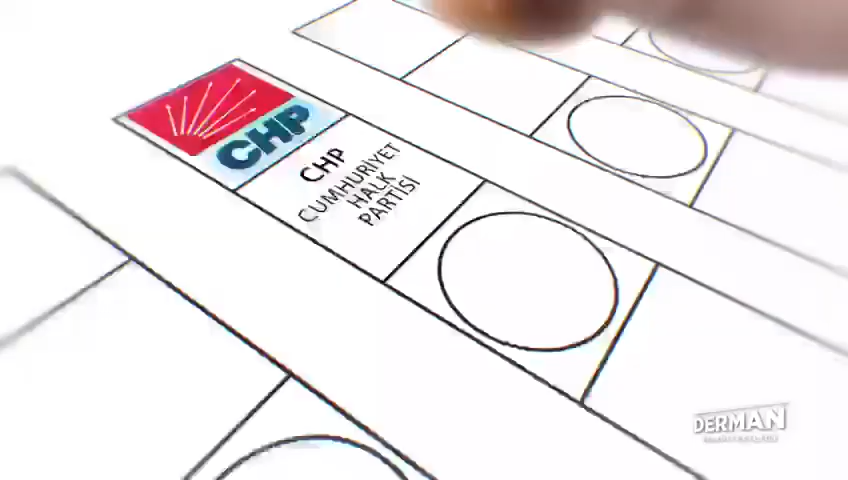 CHP
CHP
CUMHURİYET
HALK
PARTİSİ
DERMAN